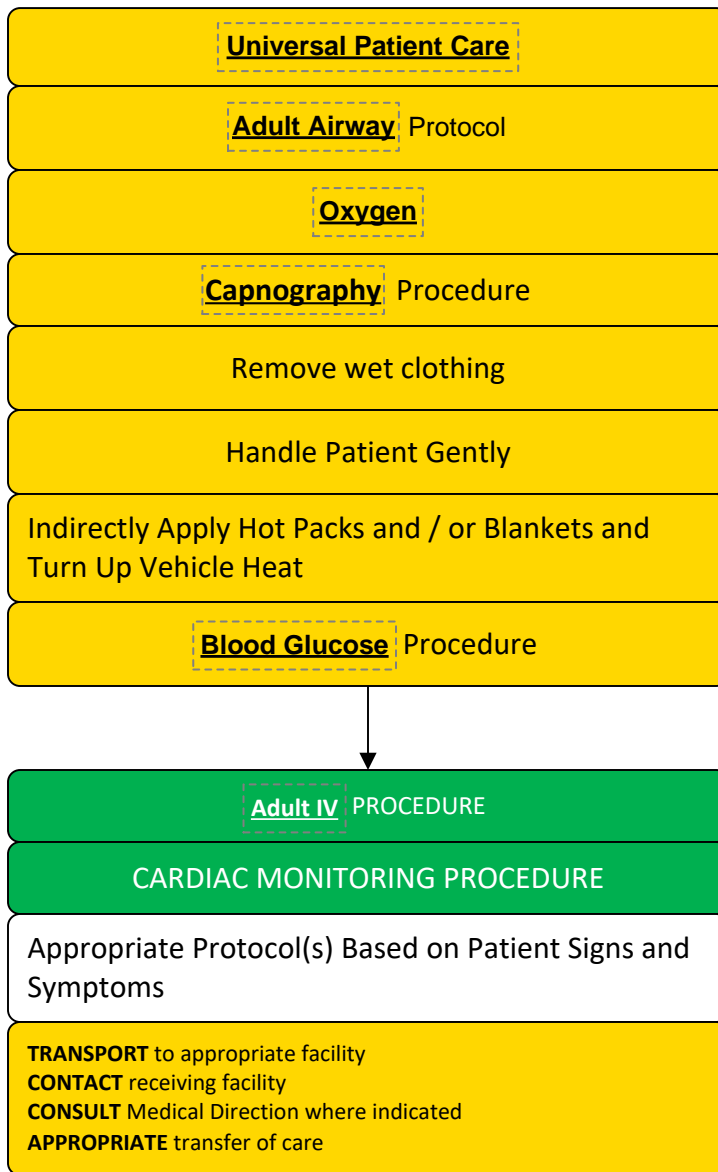 Universal Patient Care
Adult Airway Protocol
Oxygen
Capnography Procedure
Remove wet clothing
Handle Patient Gently
Indirectly Apply Hot Packs and / or Blankets and
Turn Up Vehicle Heat
Blood Glucose Procedure
Adult IV PROCEDURE
CARDIAC MONITORING PROCEDURE
Appropriate Protocol(s) Based on Patient Signs and
Symptoms
TRANSPORT to appropriate facility
CONTACT receiving facility
CONSULT Medical Direction where indicated
APPROPRIATE transfer of care